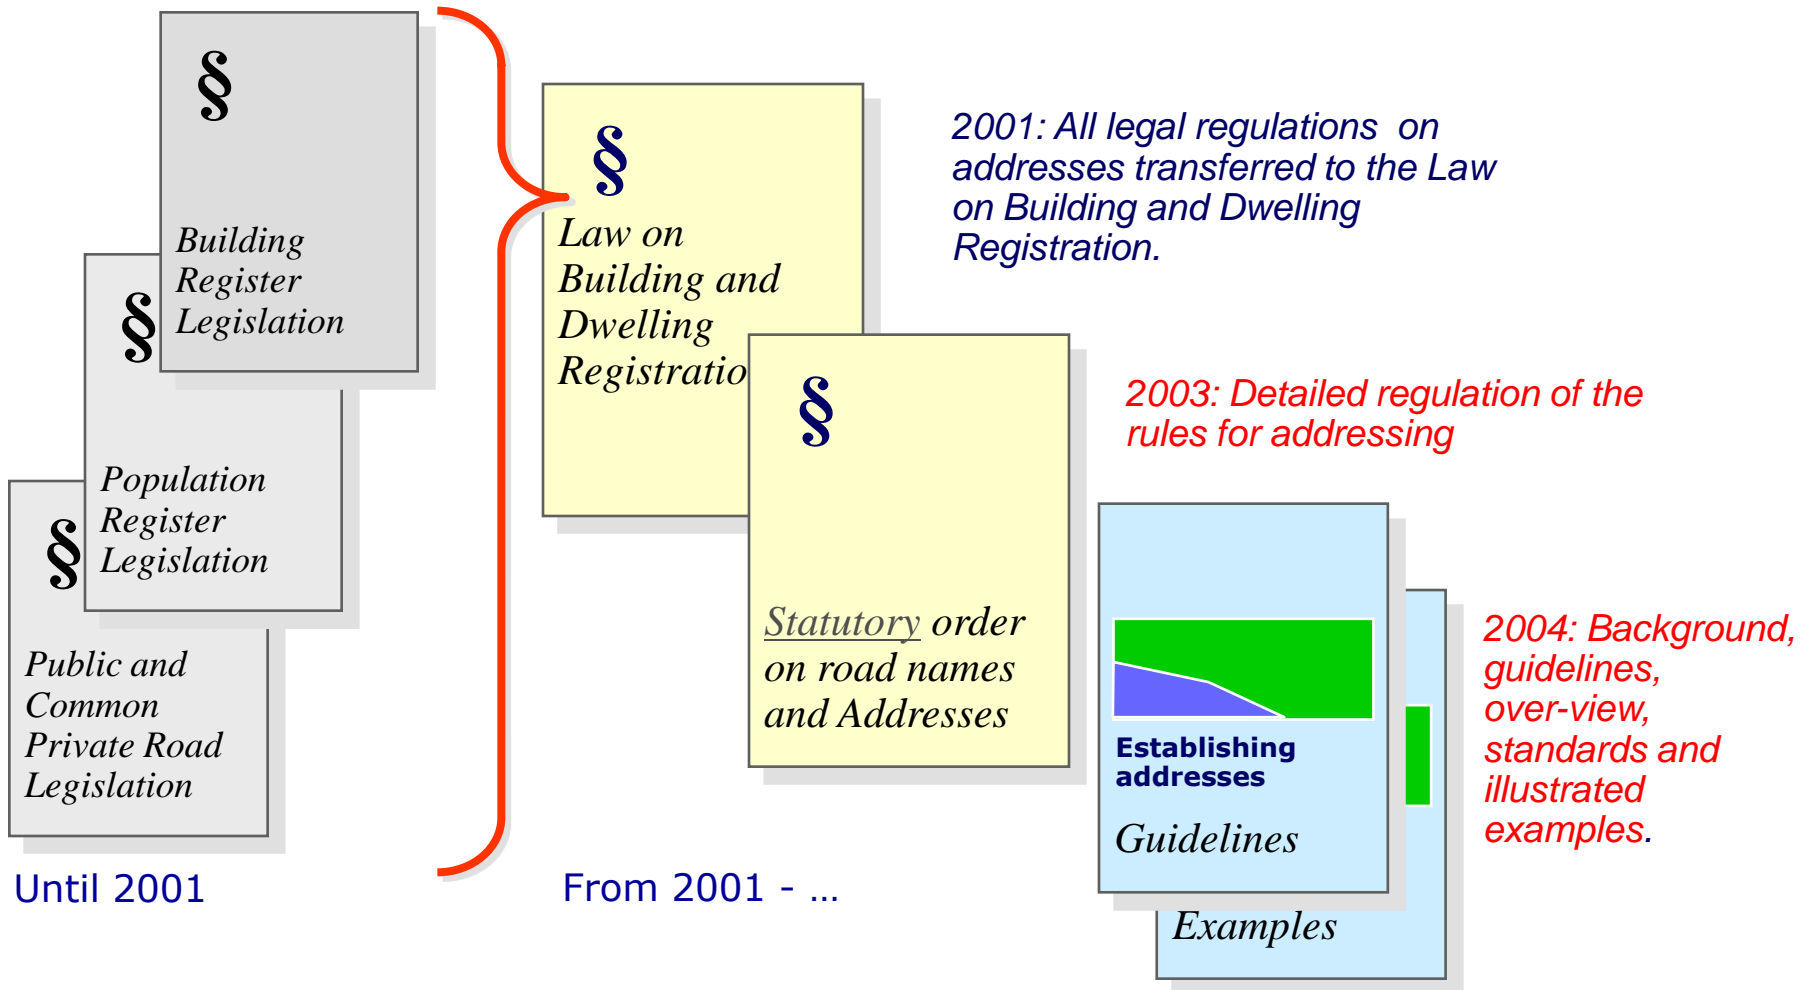 §
Building
Register
Legislation
§
Population
Register
Legislation
§
Public and
Common
Private Road
Legislation
Until 2001
§
Law on
Building and
Dwelling
Registratio
2001: All legal regulations  on
addresses transferred to the Law
on Building and Dwelling
Registration.
§
Statutory order
on road names
and Addresses
2003: Detailed regulation of the
rules for addressing
From 2001 - …
Establishing
addresses
Guidelines
Examples
2004: Background,
guidelines,
over-view,
standards and
illustrated
examples.